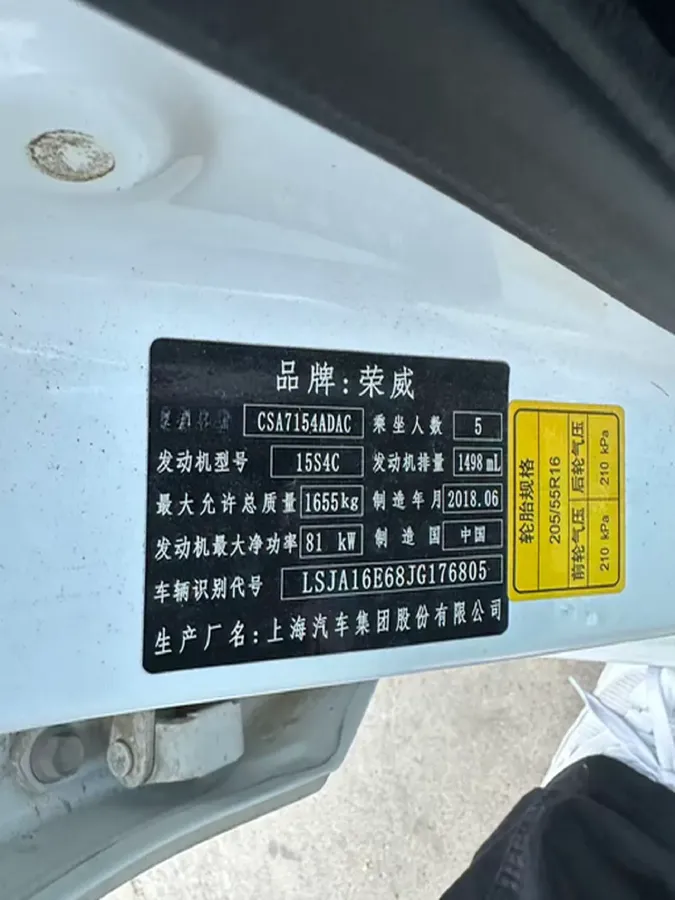 品牌:荣威
CSA7154ADAC 乘坐人数 5
发动机型号 15S4C 发动机排量 1498mL
最大允许总质量 1655kg 制造年月 2018.06
发动机最大净功率 81 kW 制造国 中国
车辆识别代号 LSJA16E68JG176805
生产厂名:上海汽车集团股份有限公司
轮胎规格
205/55R16
前轮气压 后轮气压
210 kPa 210 kPa